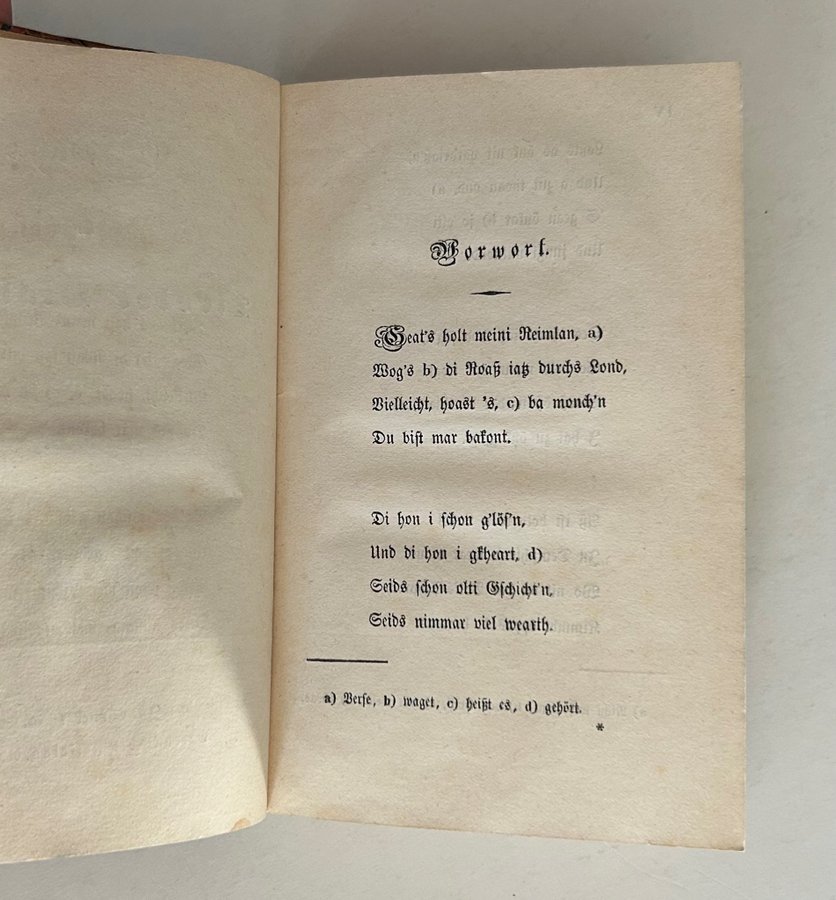 Vorwort.
Geat's holt meini Reimlan, a)
Wog's b) di Roaß iatz durchs Lond,
Vielleicht, hoast 's, c) ba monch'n
Du bist mar bakont.
Di hon i schon g'lös'n,
Und di hon i gkheart, d)
Seids schon olti Gschicht'n,
Seids nimmar viel wearth.
a) Verse, b) waget, c) heißt es, d) gehört.
*